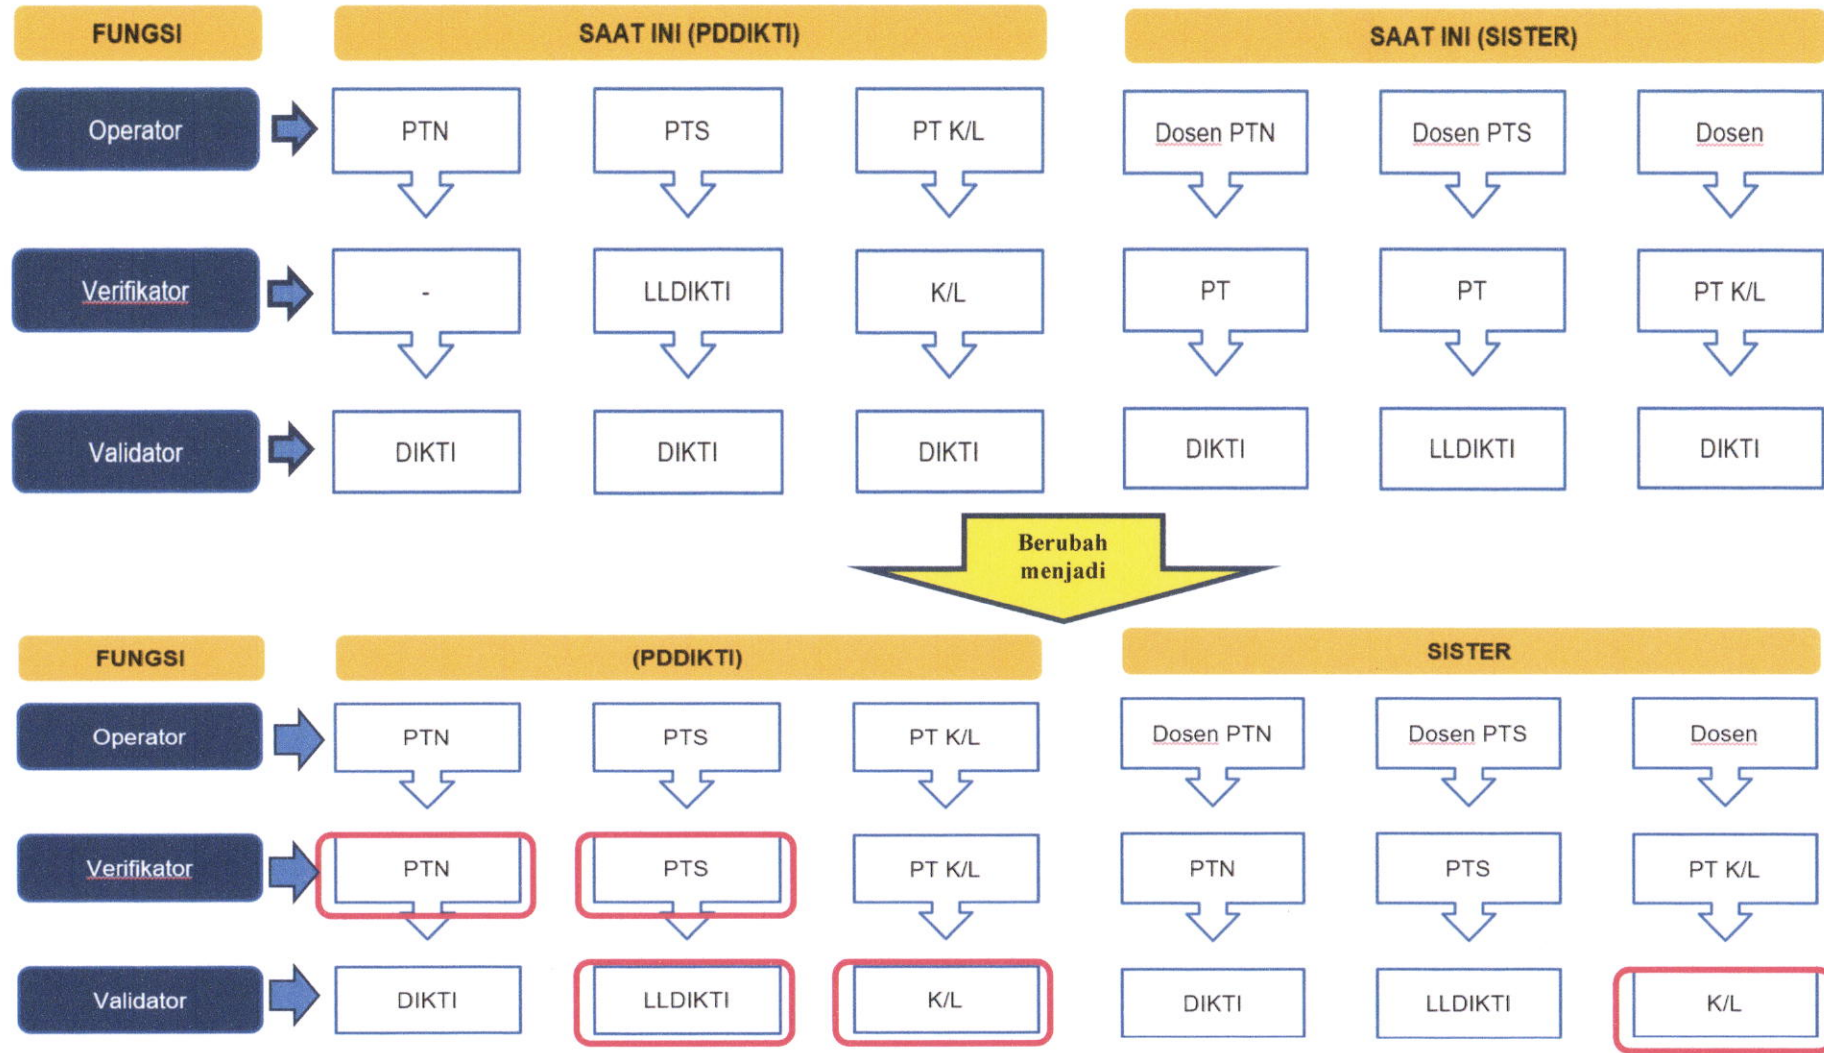 FUNGSI
SAAT INI (PDDIKTI)
SAAT INI (SISTER)
Operator
PTN
PTS
PT K/L
Dosen PTN
Dosen PTS
Dosen
Verifikator
-
LLDIKTI
K/L
PT
PT
PT K/L
Validator
DIKTI
DIKTI
DIKTI
DIKTI
LLDIKTI
DIKTI
Berubah
menjadi
FUNGSI
(PDDIKTI)
SISTER
Operator
PTN
PTS
PT K/L
Dosen PTN
Dosen PTS
Dosen
Verifikator
PTN
PTS
PT K/L
PTN
PTS
PT K/L
Validator
DIKTI
LLDIKTI
K/L
DIKTI
LLDIKTI
K/L